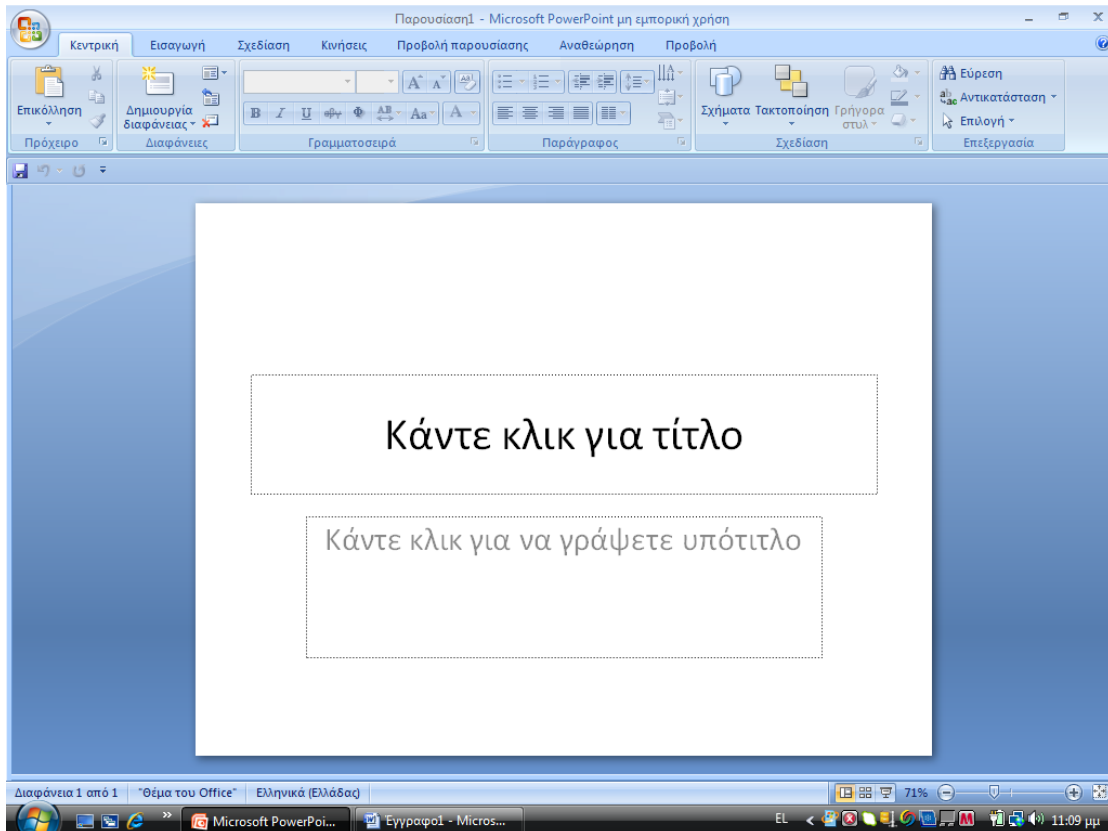 Παρουσίαση1 - Microsoft PowerPoint μη εμπορική χρήση
Κεντρική Εισαγωγή Σχεδίαση Κινήσεις Προβολή παρουσίασης Αναθεώρηση Προβολή
Επικόλληση
Δημιουργία διαφάνειας
Σχήματα Τακτοποίηση Γρήγορα στυλ
Εύρεση
Αντικατάσταση
Επιλογή
Πρόχειρο Διαφάνειες Γραμματοσειρά Παράγραφος Σχεδίαση Επεξεργασία
Κάντε κλικ για τίτλο
Κάντε κλικ για να γράψετε υπότιτλο
Διαφάνεια 1 από 1 "Θέμα του Office" Ελληνικά (Ελλάδας) 71%
Microsoft PowerPoi... Έγγραφο1 - Micros... EL 11:09 μμ